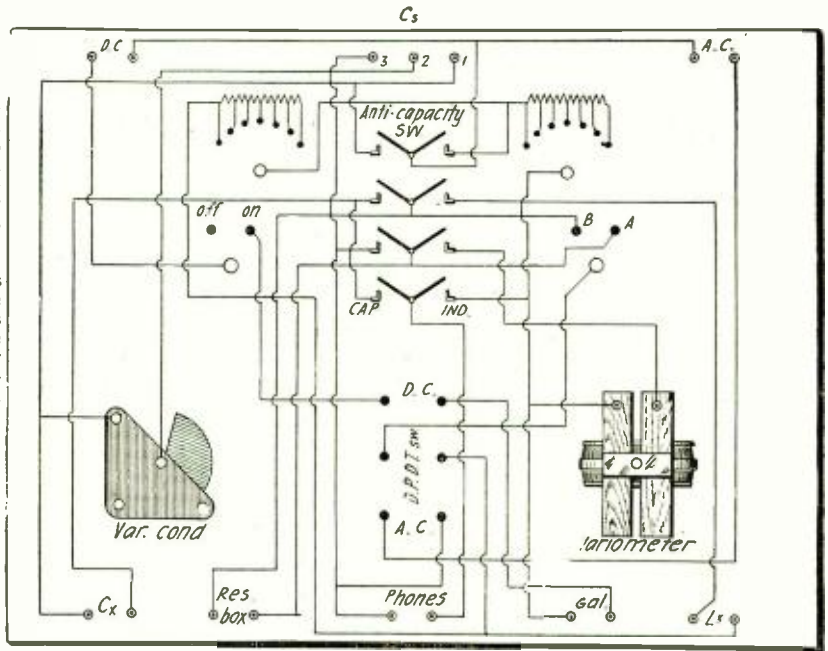 Cs
D.C
3
2
1
A.C.
Anti-capacity
SW
off
on
B
A
CAP
IND.
D.C.
D.P.D.T. SW
A.C
Var. cond
Variometer
Cx
Res
box
Phones
Gal.
Lx